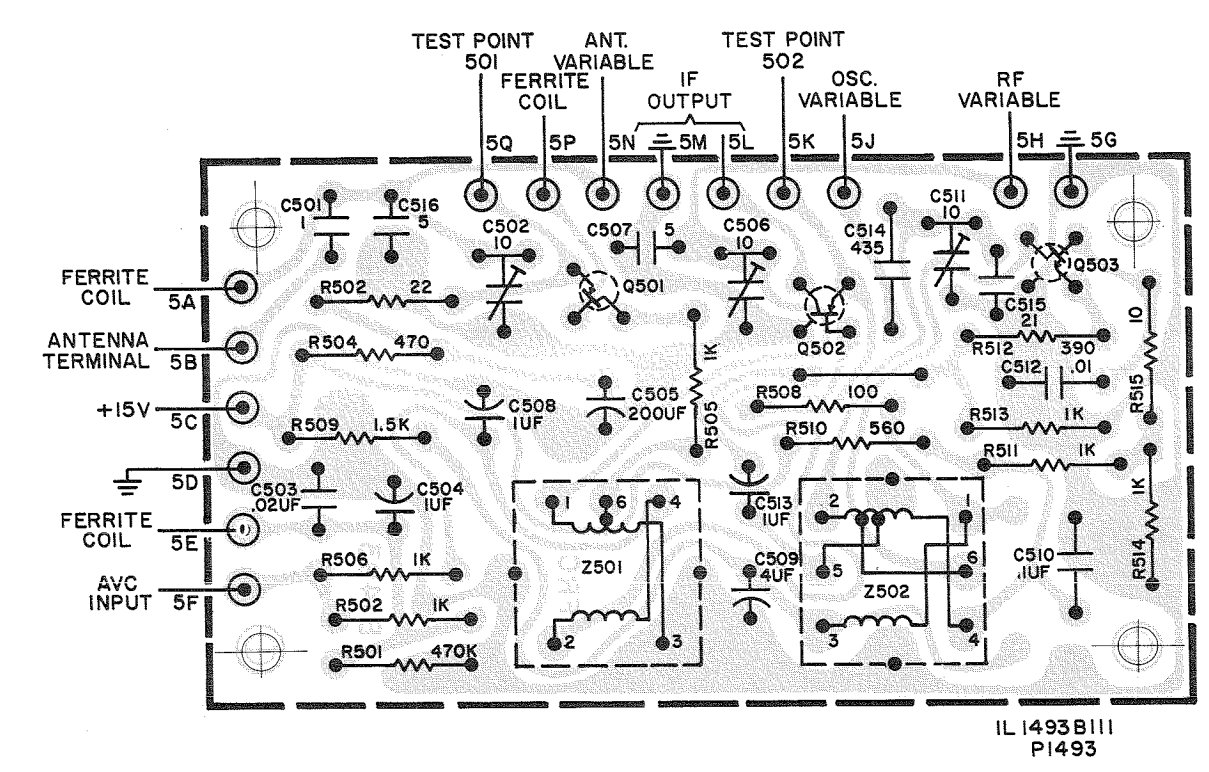 TEST POINT
501
FERRITE
COIL
ANT.
VARIABLE
IF
OUTPUT
TEST POINT
502
OSC.
VARIABLE
RF
VARIABLE
5Q
5P
5N
5M
5L
5K
5J
5H
5G
C501
1
C516
5
C502
10
C507
5
C506
10
C514
435
C511
10
Q501
Q502
Q503
C515
21
FERRITE
COIL
5A
R502 22
ANTENNA
TERMINAL
5B
R504 470
1K
R505
R512 390
C512 .01
10
R515
+15V
5C
C508
1UF
C505
200UF
R508 100
R509 1.5K
R510 560
R513 1K
R511 1K
5D
C503
.02UF
C504
1UF
1 6 4
C513
1UF
2 1
1K
R514
FERRITE
COIL
5E
R506 1K
Z501
C509
4UF
5 6
Z502
C510
.1UF
AVC
INPUT
5F
R502 1K
2 3
3 4
R501 470K
IL1493B111
P1493